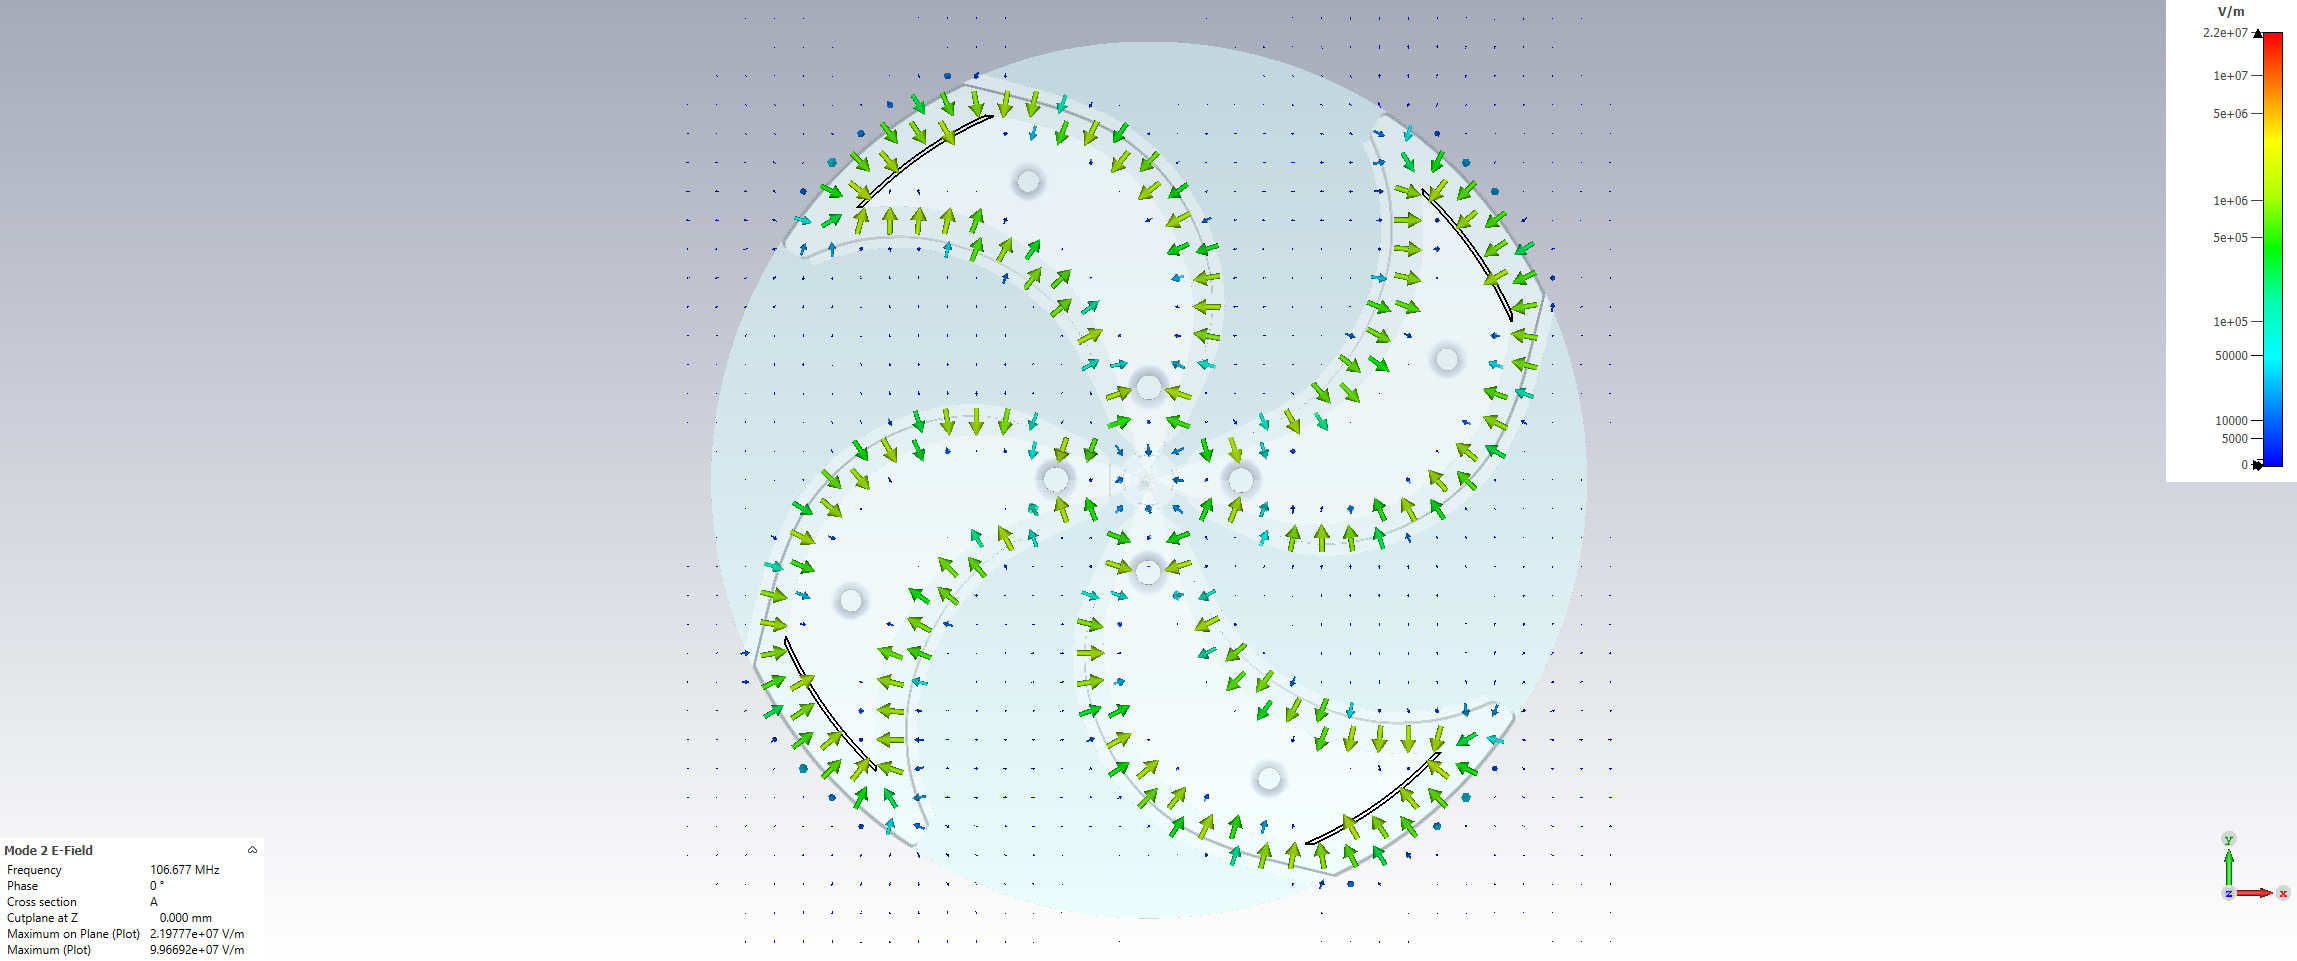 V/m
2.2e+07
1e+07
5e+06
1e+06
5e+05
1e+05
50000
10000
5000
0
Mode 2 E-Field
Frequency 106.677 MHz
Phase 0 °
Cross section A
Cutplane at Z 0.000 mm
Maximum on Plane (Plot) 2.19777e+07 V/m
Maximum (Plot) 9.96692e+07 V/m
Y
Z
X